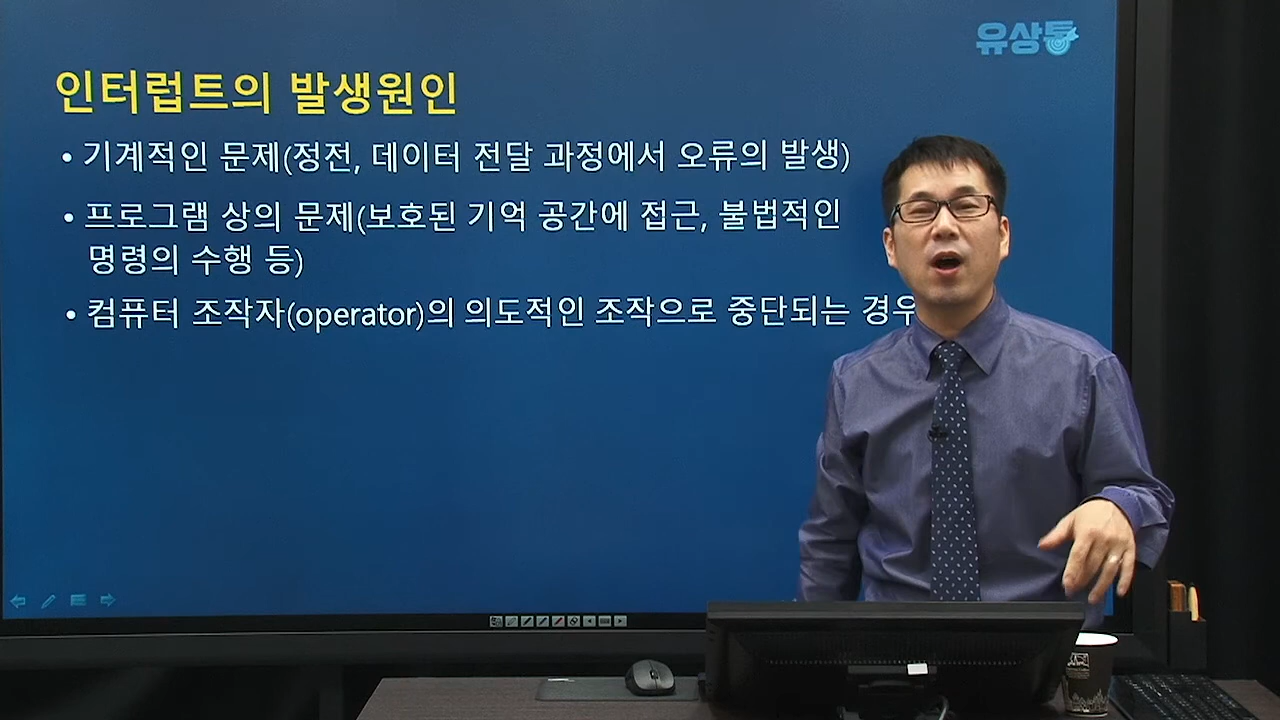 유상통
인터럽트의 발생원인
• 기계적인 문제(정전, 데이터 전달 과정에서 오류의 발생)
• 프로그램 상의 문제(보호된 기억 공간에 접근, 불법적인
명령의 수행 등)
• 컴퓨터 조작자(operator)의 의도적인 조작으로 중단되는 경우